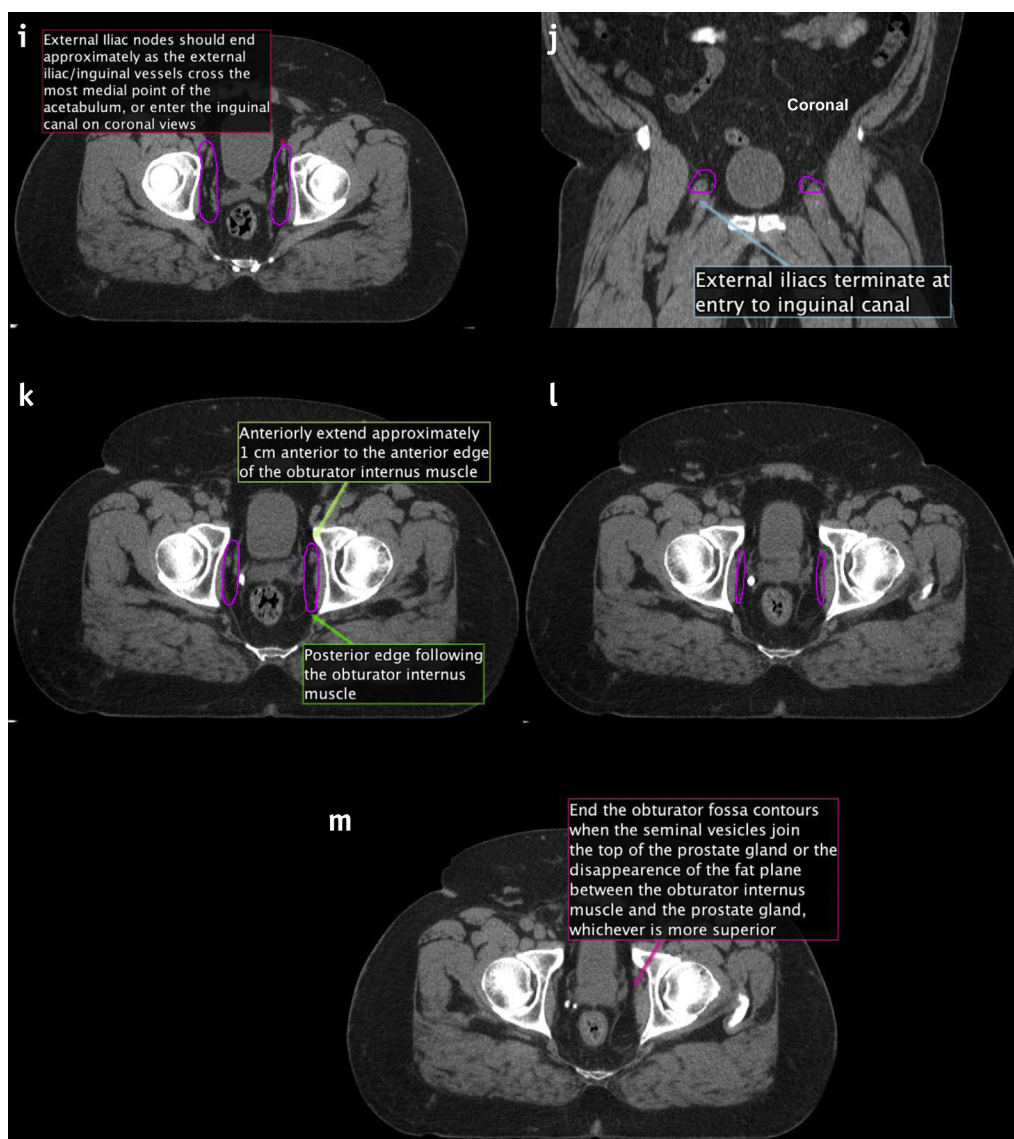 i
External Iliac nodes should end
approximately as the external
iliac/inguinal vessels cross the
most medial point of the
acetabulum, or enter the inguinal
canal on coronal views
j
Coronal
External iliacs terminate at
entry to inguinal canal
k
Anteriorly extend approximately
1 cm anterior to the anterior edge
of the obturator internus muscle
Posterior edge following
the obturator internus
muscle
l
m
End the obturator fossa contours
when the seminal vesicles join
the top of the prostate gland or the
disappearence of the fat plane
between the obturator internus
muscle and the prostate gland,
whichever is more superior